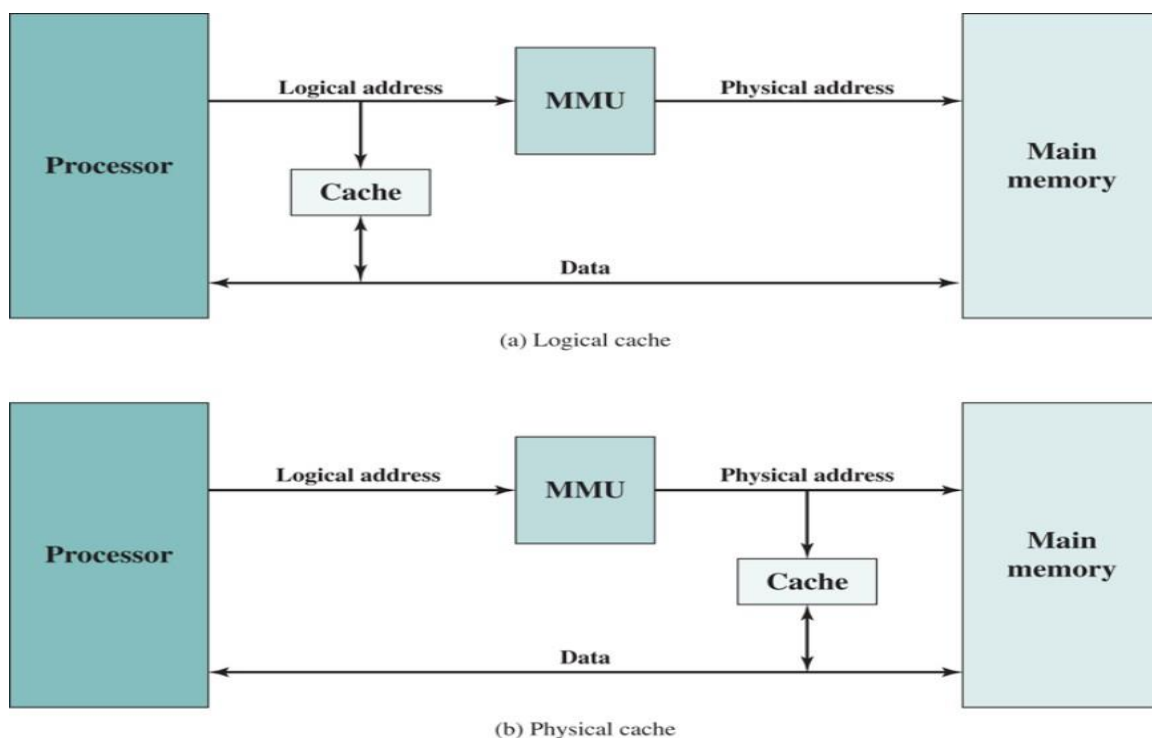 Logical address
MMU
Physical address
Processor
Main
memory
Cache
Data
(a) Logical cache
Logical address
MMU
Physical address
Processor
Main
memory
Cache
Data
(b) Physical cache